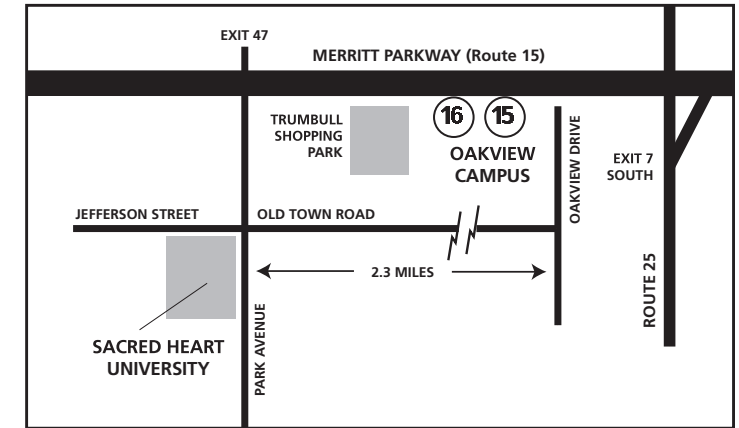 EXIT 47
MERRITT PARKWAY (Route 15)
TRUMBULL
SHOPPING
PARK
16 15
OAKVIEW
CAMPUS
OAKVIEW DRIVE
EXIT 7
SOUTH
JEFFERSON STREET
OLD TOWN ROAD
2.3 MILES
ROUTE 25
SACRED HEART
UNIVERSITY
PARK AVENUE